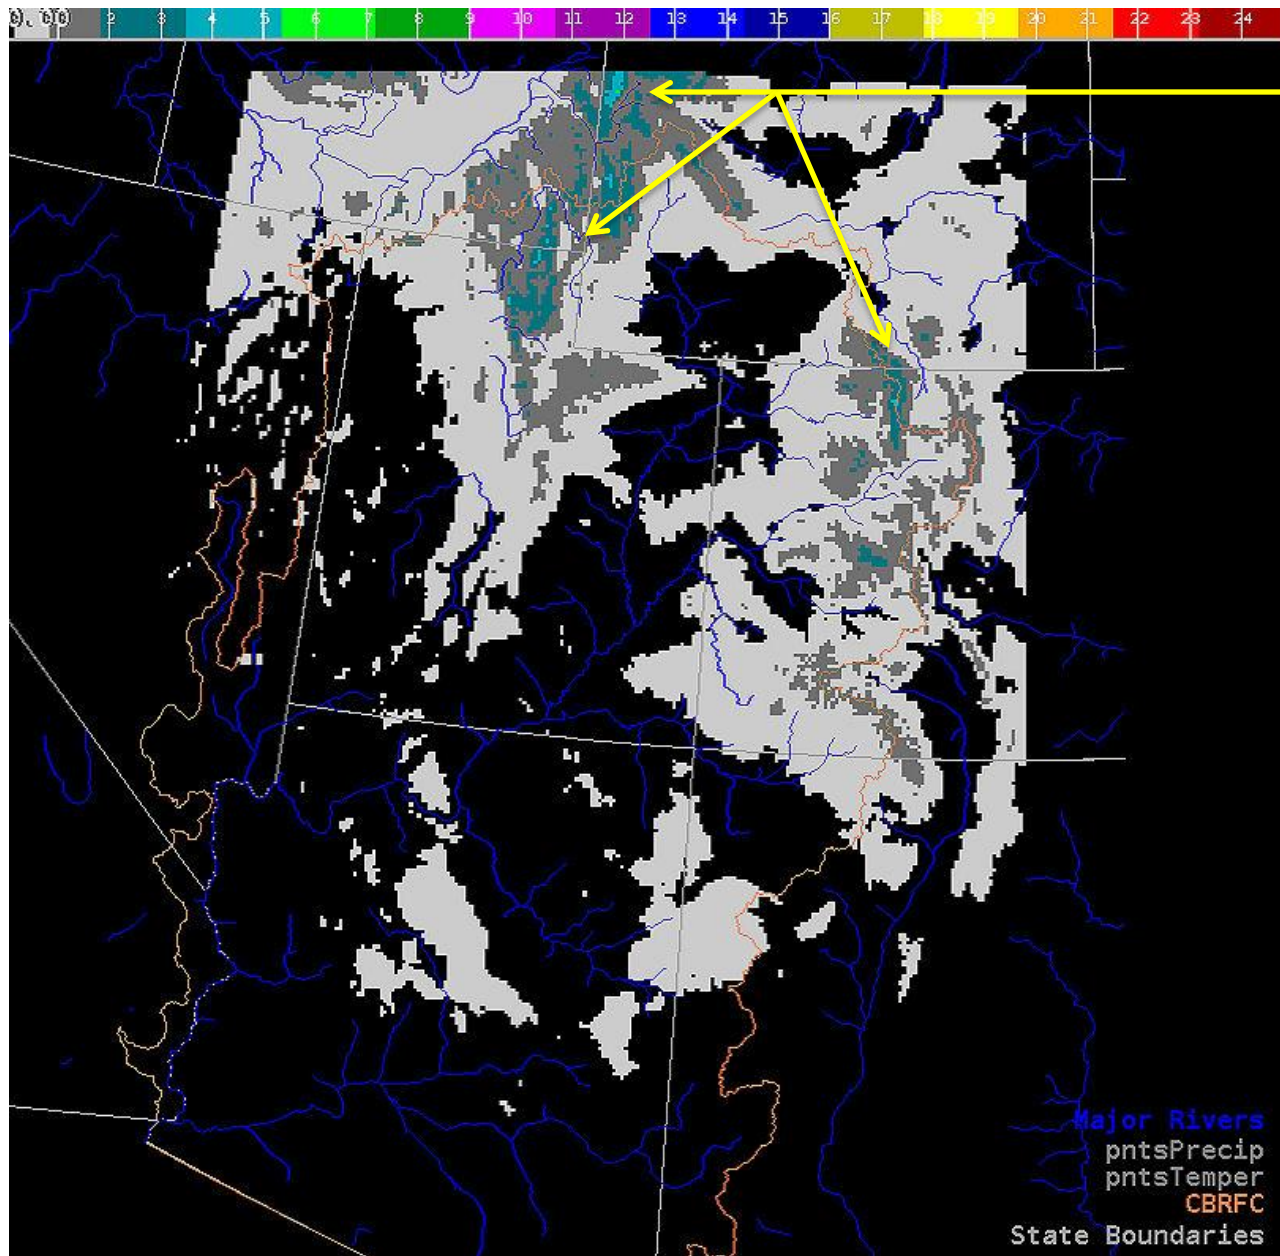 0.00 2 3 4 5 6 7 8 9 10 11 12 13 14 15 16 17 18 19 20 21 22 23 24
Major Rivers
pntsPrecip
pntsTemper
CBRFC
State Boundaries